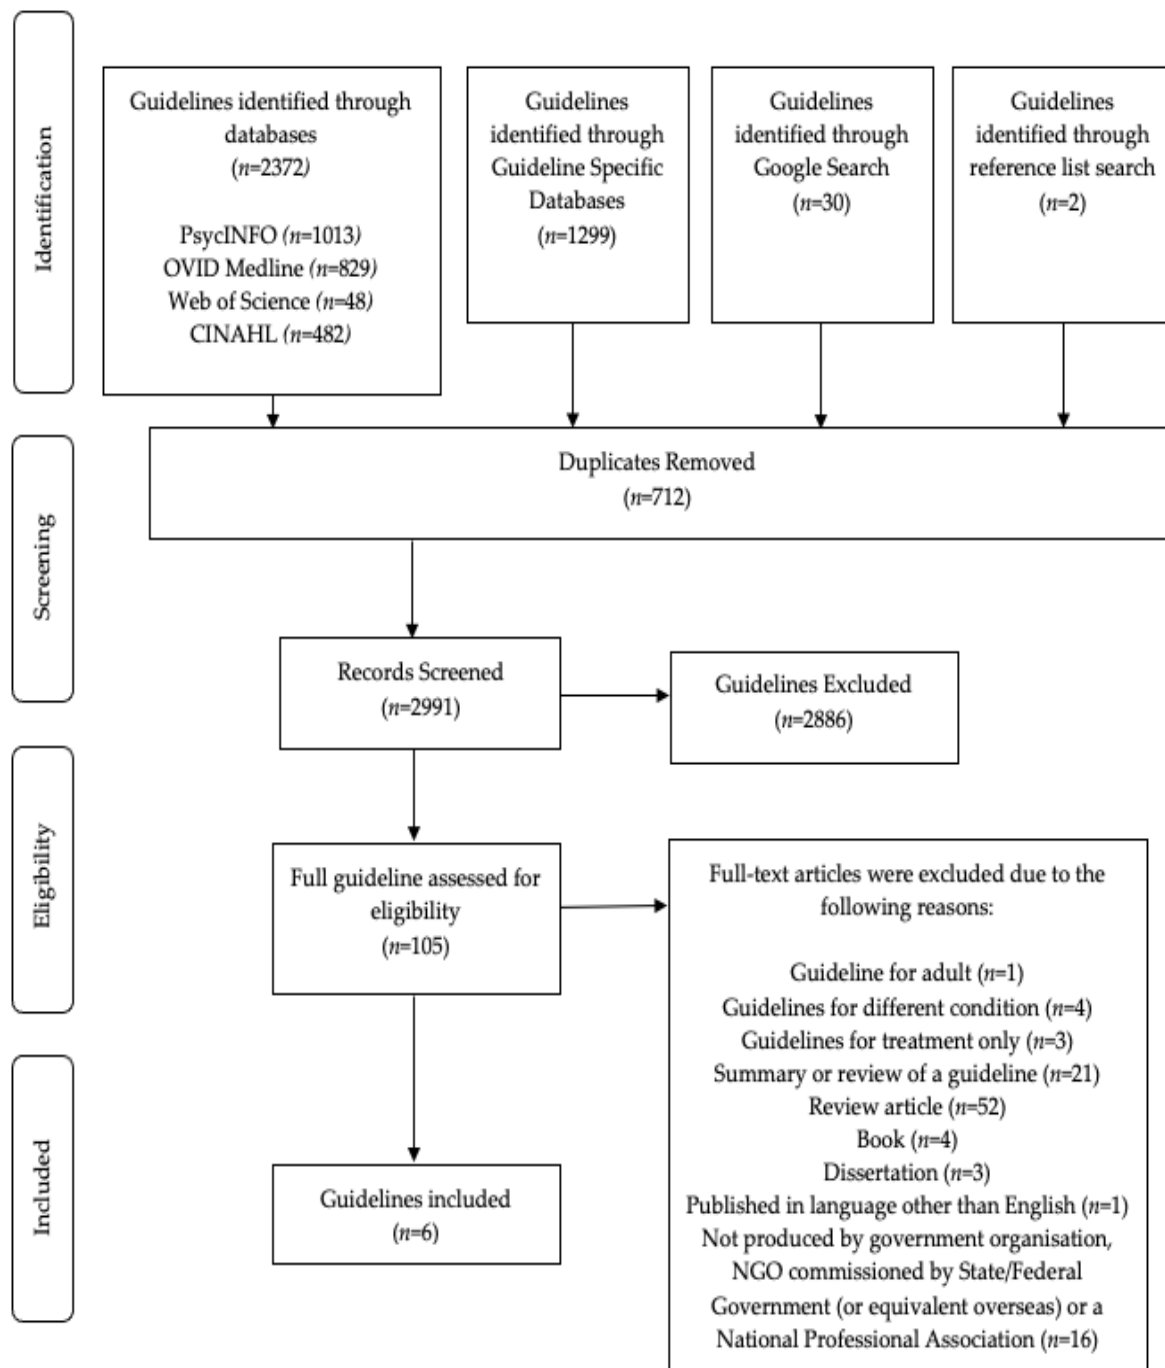 Identification
Guidelines identified through
databases
(n=2372)
PsycINFO (n=1013)
OVID Medline (n=829)
Web of Science (n=48)
CINAHL (n=482)
Guidelines
identified through
Guideline Specific
Databases
(n=1299)
Guidelines
identified through
Google Search
(n=30)
Guidelines
identified through
reference list search
(n=2)
Screening
Duplicates Removed
(n=712)
Records Screened
(n=2991)
Guidelines Excluded
(n=2886)
Eligibility
Full guideline assessed for
eligibility
(n=105)
Full-text articles were excluded due to the
following reasons:
Guideline for adult (n=1)
Guidelines for different condition (n=4)
Guidelines for treatment only (n=3)
Summary or review of a guideline (n=21)
Review article (n=52)
Book (n=4)
Dissertation (n=3)
Published in language other than English (n=1)
Not produced by government organisation,
NGO commissioned by State/Federal
Government (or equivalent overseas) or a
National Professional Association (n=16)
Included
Guidelines included
(n=6)